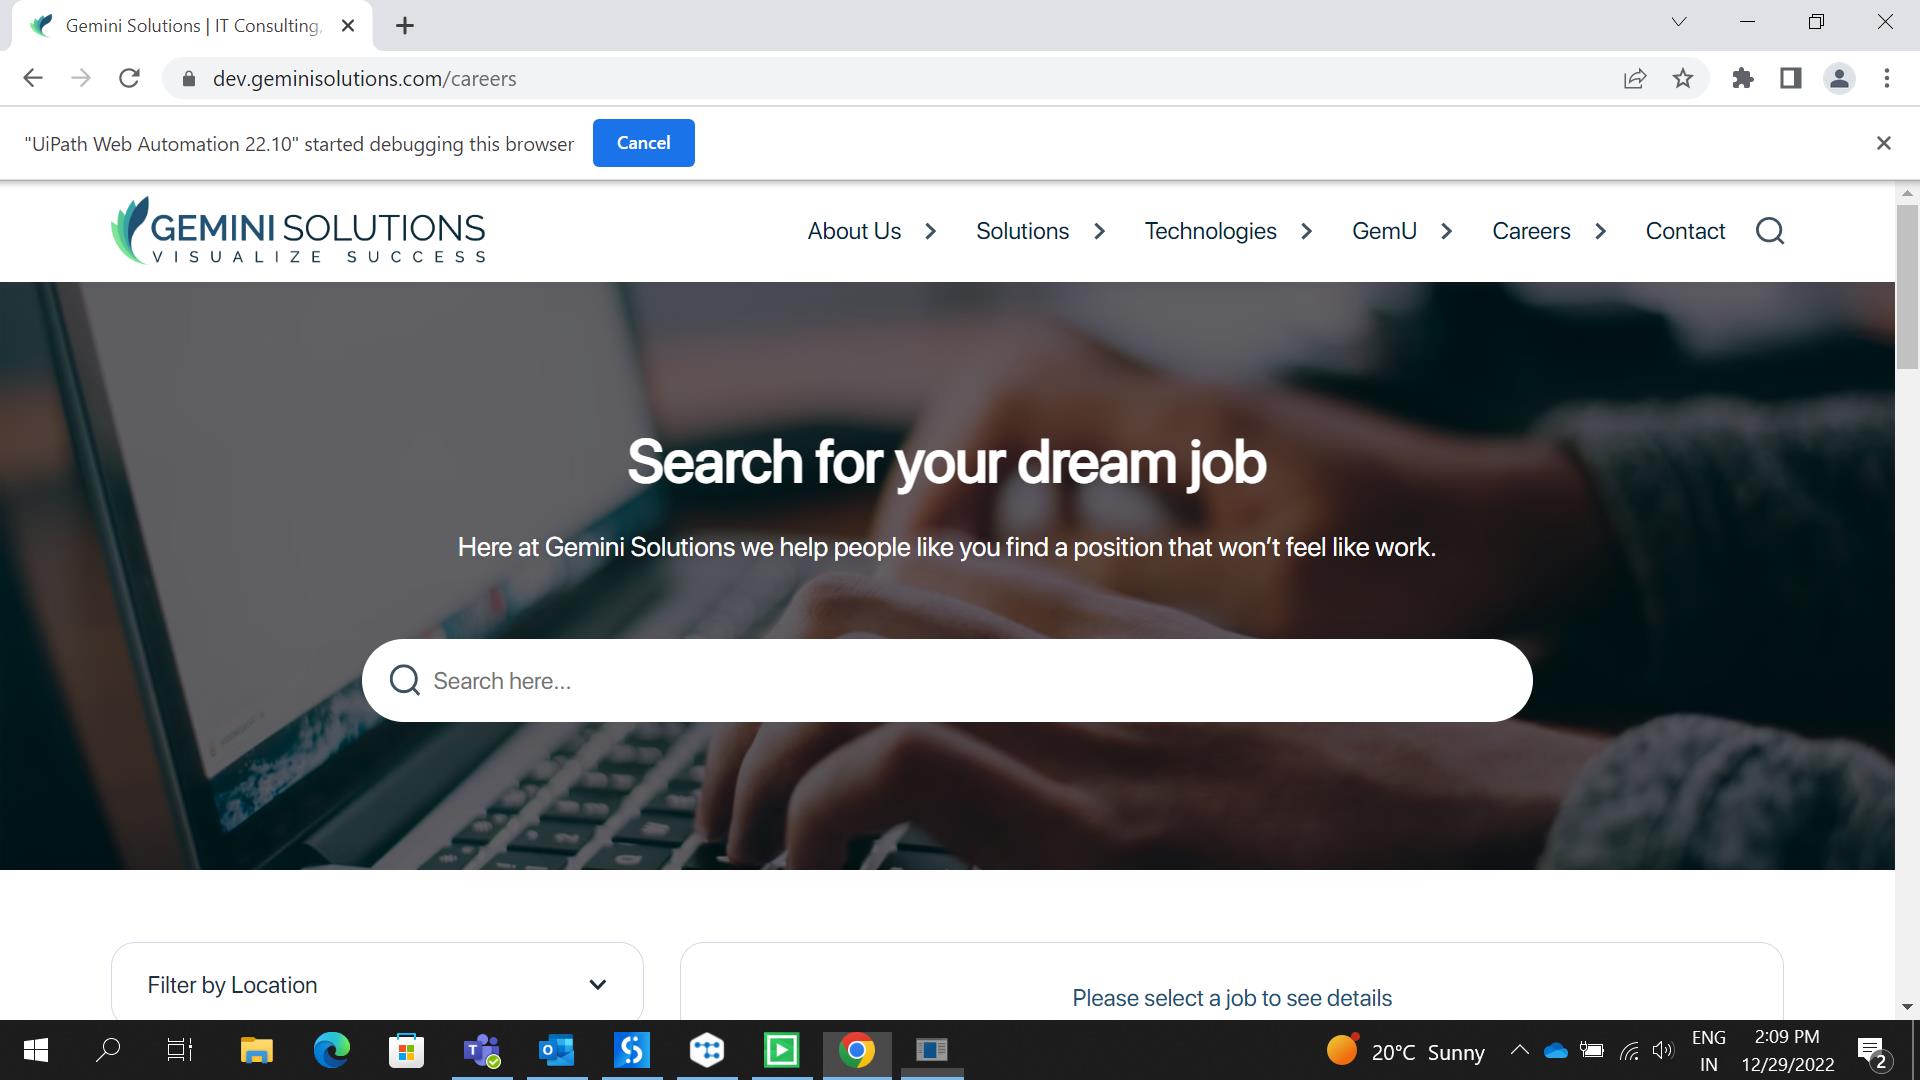 Gemini Solutions | IT Consulting,
dev.geminisolutions.com/careers
"UiPath Web Automation 22.10" started debugging this browser
Cancel
GEMINI SOLUTIONS
VISUALIZE SUCCESS
About Us
Solutions
Technologies
GemU
Careers
Contact
Search for your dream job
Here at Gemini Solutions we help people like you find a position that won’t feel like work.
Search here...
Filter by Location
Please select a job to see details
20°C Sunny
ENG
IN
2:09 PM
12/29/2022
2